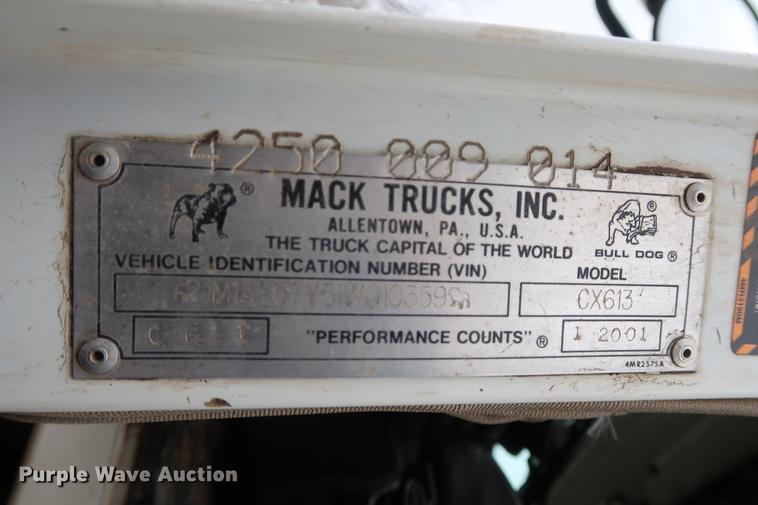 4250 009 014
MACK TRUCKS, INC.
ALLENTOWN, PA., U.S.A.
THE TRUCK CAPITAL OF THE WORLD
BULL DOG ®
VEHICLE IDENTIFICATION NUMBER (VIN)
MODEL
CX613
"PERFORMANCE COUNTS" ®
1 2001
4MR2575A
Purple Wave Auction